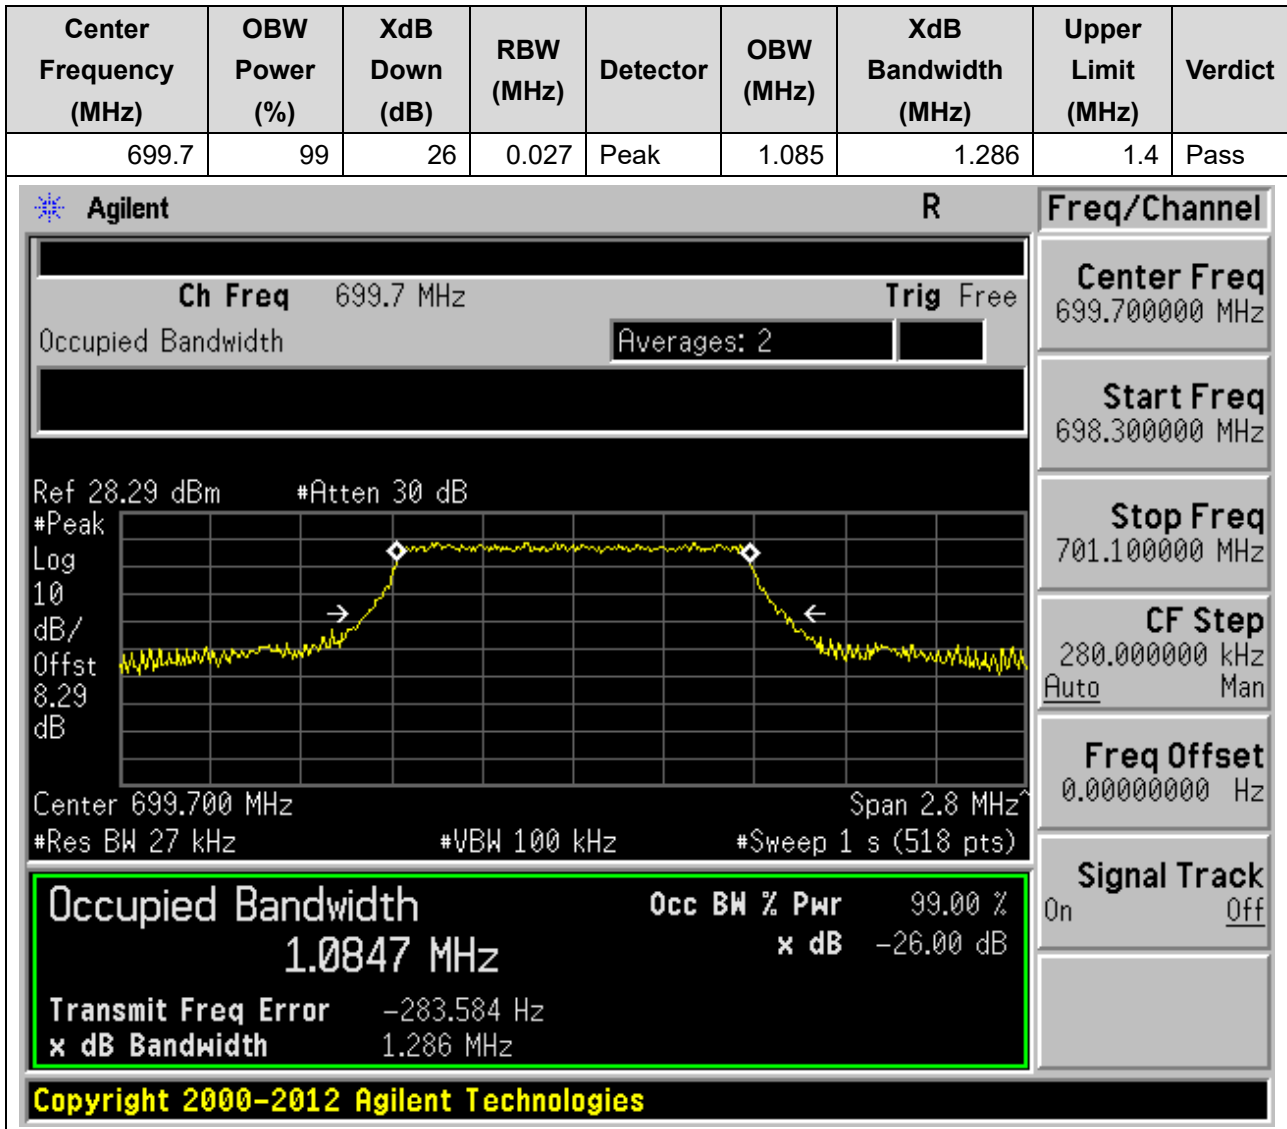 Center Frequency (MHz) OBW Power (%) XdB Down (dB) RBW (MHz) Detector OBW (MHz) XdB Bandwidth (MHz) Upper Limit (MHz) Verdict
699.7 99 26 0.027 Peak 1.085 1.286 1.4 Pass
Agilent R Freq/Channel
Ch Freq 699.7 MHz Trig Free
Occupied Bandwidth Averages: 2
Center Freq
699.700000 MHz
Start Freq
698.300000 MHz
Stop Freq
701.100000 MHz
CF Step
280.000000 kHz
Auto Man
Freq Offset
0.00000000 Hz
Signal Track
On Off
Ref 28.29 dBm #Atten 30 dB
#Peak
Log
10
dB/
Offst
8.29
dB
Center 699.700 MHz Span 2.8 MHz^
#Res BW 27 kHz #VBW 100 kHz #Sweep 1 s (518 pts)
Occupied Bandwidth Occ BW % Pwr 99.00 %
1.0847 MHz x dB -26.00 dB
Transmit Freq Error -283.584 Hz
x dB Bandwidth 1.286 MHz
Copyright 2000-2012 Agilent Technologies